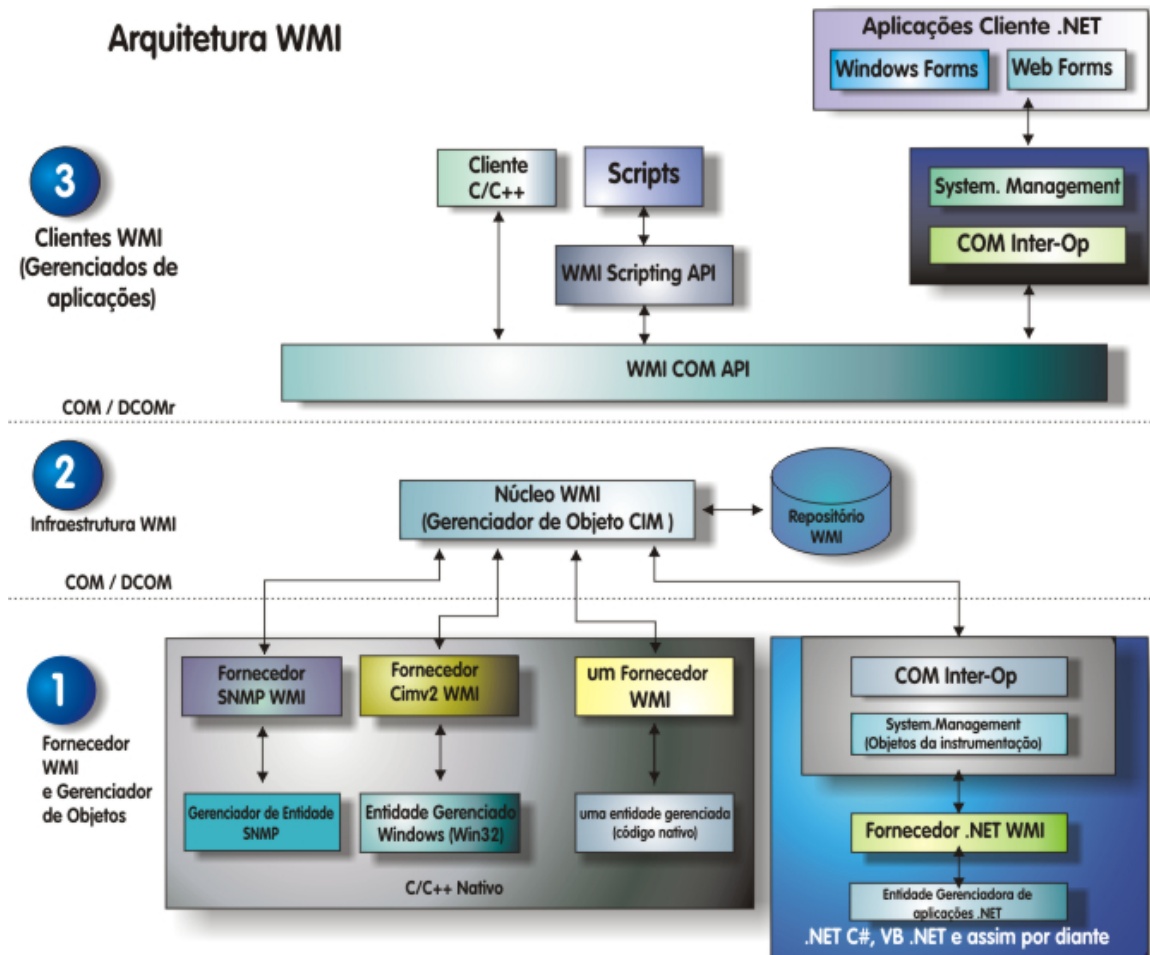 Arquitetura WMI
Aplicações Cliente .NET
Windows Forms
Web Forms
3
Clientes WMI
(Gerenciados de
aplicações)
Cliente
C/C++
Scripts
WMI Scripting API
System. Management
COM Inter-Op
WMI COM API
COM / DCOMr
2
Infraestrutura WMI
Núcleo WMI
(Gerenciador de Objeto CIM )
Repositório
WMI
COM / DCOM
1
Fornecedor
WMI
e Gerenciador
de Objetos
Fornecedor
SNMP WMI
Fornecedor
Cimv2 WMI
um Fornecedor
WMI
Gerenciador de Entidade
SNMP
Entidade Gerenciado
Windows (Win32)
uma entidade gerenciada
(código nativo)
C/C++ Nativo
COM Inter-Op
System.Management
(Objetos da instrumentação)
Fornecedor .NET WMI
Entidade Gerenciadora de
aplicações .NET
.NET C#, VB .NET e assim por diante